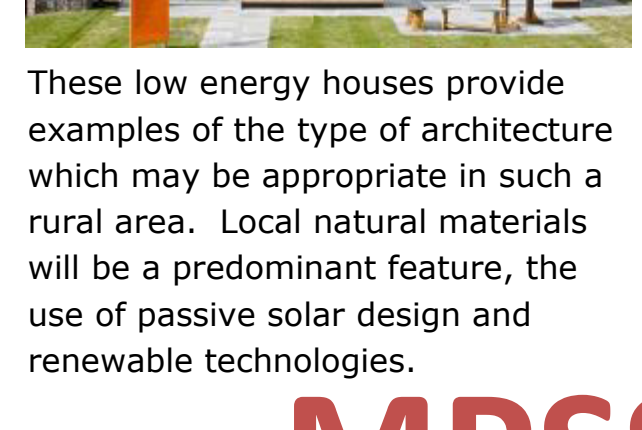 These low energy houses provide
examples of the type of architecture
which may be appropriate in such a
rural area.  Local natural materials
will be a predominant feature, the
use of passive solar design and
renewable technologies.